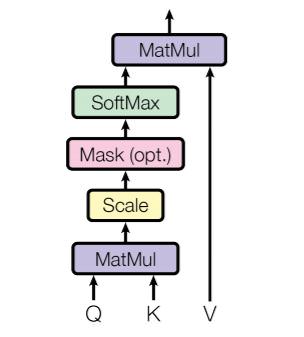 MatMul
SoftMax
Mask (opt.)
Scale
MatMul
Q K V